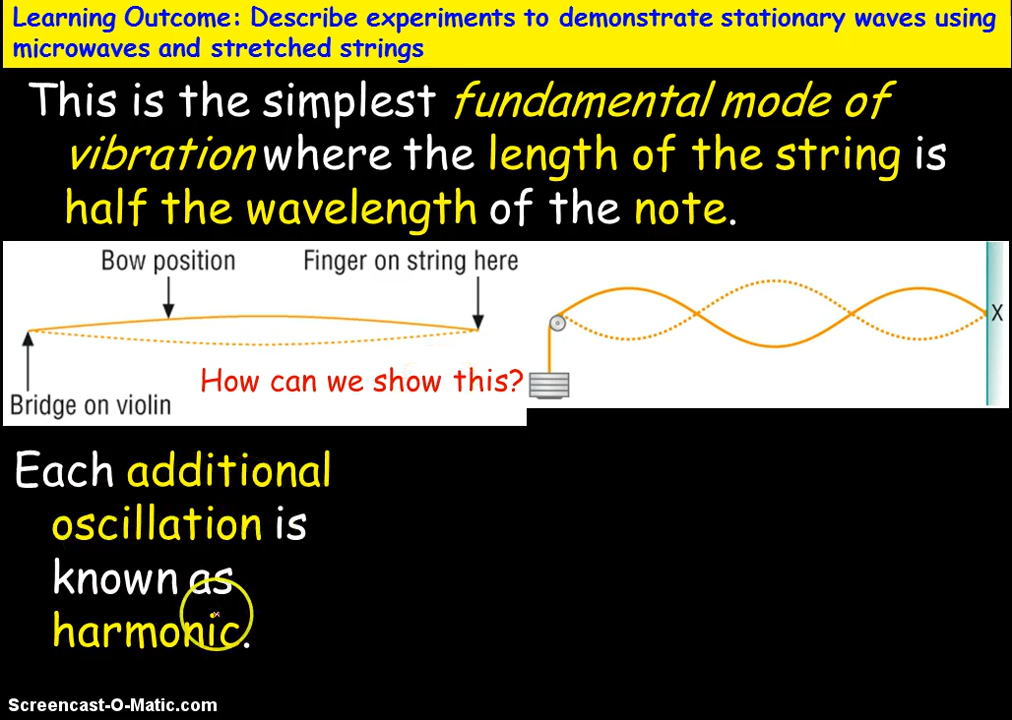 Learning Outcome: Describe experiments to demonstrate stationary waves using
microwaves and stretched strings
This is the simplest fundamental mode of
vibration where the length of the string is
half the wavelength of the note.
Bow position
Finger on string here
X
How can we show this?
Bridge on violin
Each additional
oscillation is
known as
harmonic.
Screencast-O-Matic.com